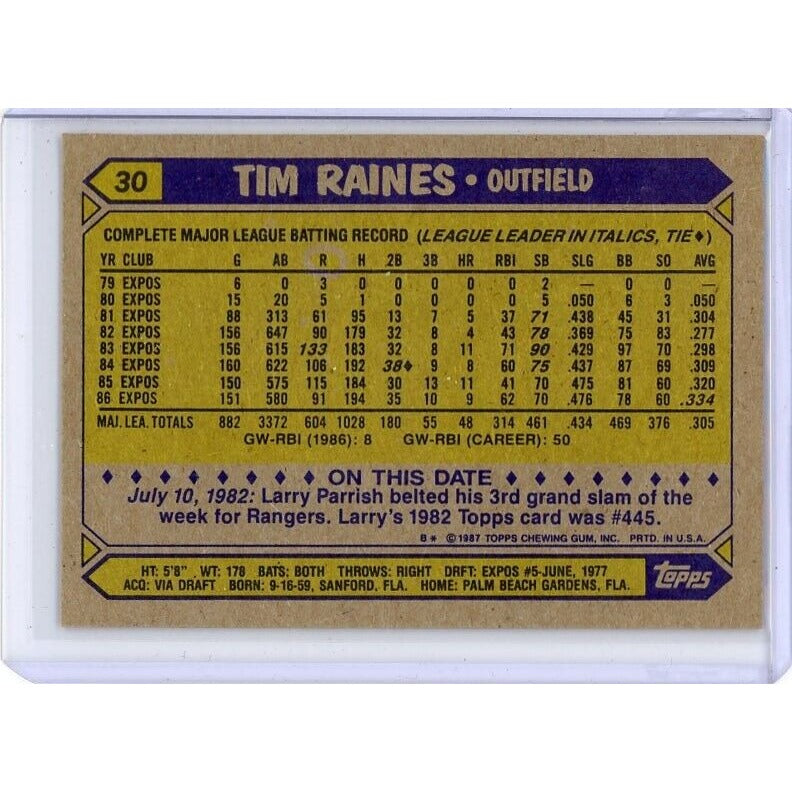 30 TIM RAINES • OUTFIELD
COMPLETE MAJOR LEAGUE BATTING RECORD (LEAGUE LEADER IN ITALICS, TIE♦)
YR CLUB G AB R H 2B 3B HR RBI SB SLG BB SO AVG
79 EXPOS 6 0 3 0 0 0 0 0 2 — 0 0 —
80 EXPOS 15 20 5 1 0 0 0 0 5 .050 6 3 .050
81 EXPOS 88 313 61 95 13 7 5 37 71 .438 45 31 .304
82 EXPOS 156 647 90 179 32 8 4 43 78 .369 75 83 .277
83 EXPOS 156 615 133 183 32 8 11 71 90 .429 97 70 .298
84 EXPOS 160 622 106 192 38♦ 9 8 60 75 .437 87 69 .309
85 EXPOS 150 575 115 184 30 13 11 41 70 .475 81 60 .320
86 EXPOS 151 580 91 194 35 10 9 62 70 .476 78 60 .334
MAJ. LEA. TOTALS 882 3372 604 1028 180 55 48 314 461 .434 469 376 .305
GW-RBI (1986): 8 GW-RBI (CAREER): 50
♦ ♦ ♦ ♦ ♦ ♦ ♦ ♦ ON THIS DATE ♦ ♦ ♦ ♦ ♦ ♦ ♦ ♦
July 10, 1982: Larry Parrish belted his 3rd grand slam of the
week for Rangers. Larry's 1982 Topps card was #445.
B* ©1987 TOPPS CHEWING GUM, INC. PRTD. IN U.S.A.
HT: 5'8" WT: 178 BATS: BOTH THROWS: RIGHT DRFT: EXPOS #5-JUNE, 1977
ACQ: VIA DRAFT BORN: 9-16-59, SANFORD, FLA. HOME: PALM BEACH GARDENS, FLA.
topps